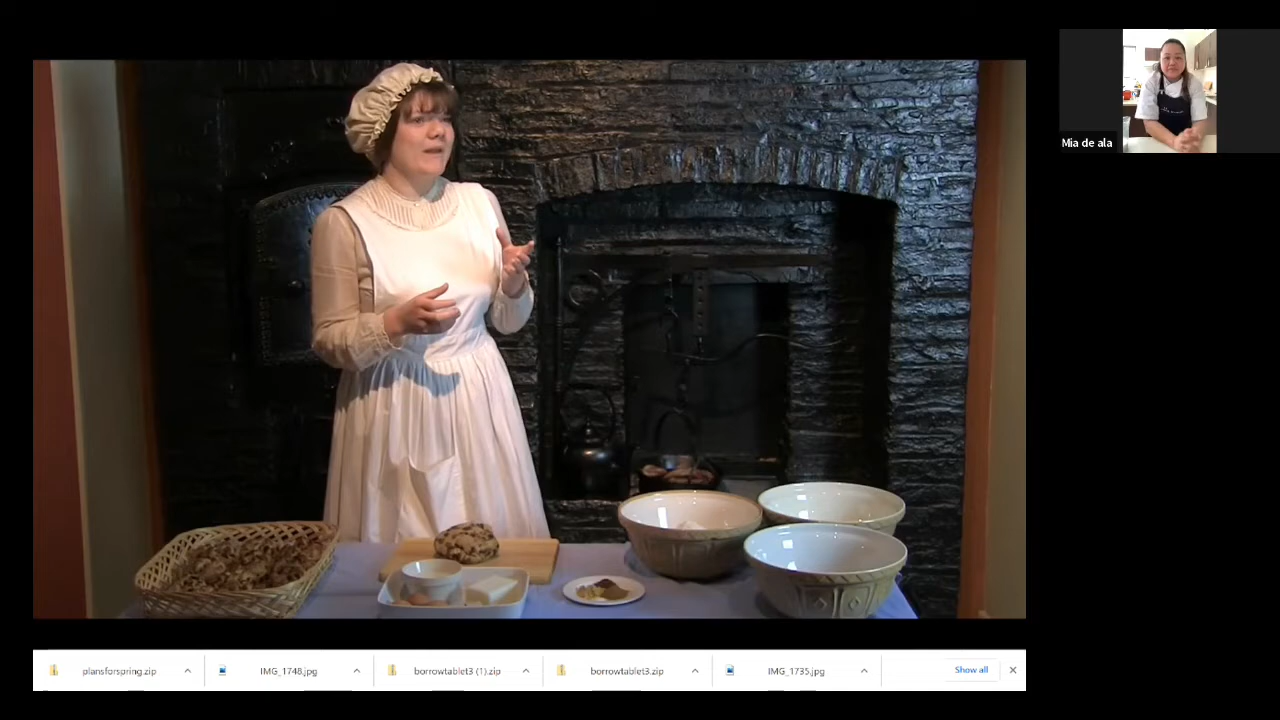 Mia de ala
plansforspring.zip
IMG_1748.jpg
borrowtablet3 (1).zip
borrowtablet3.zip
IMG_1735.jpg
Show all